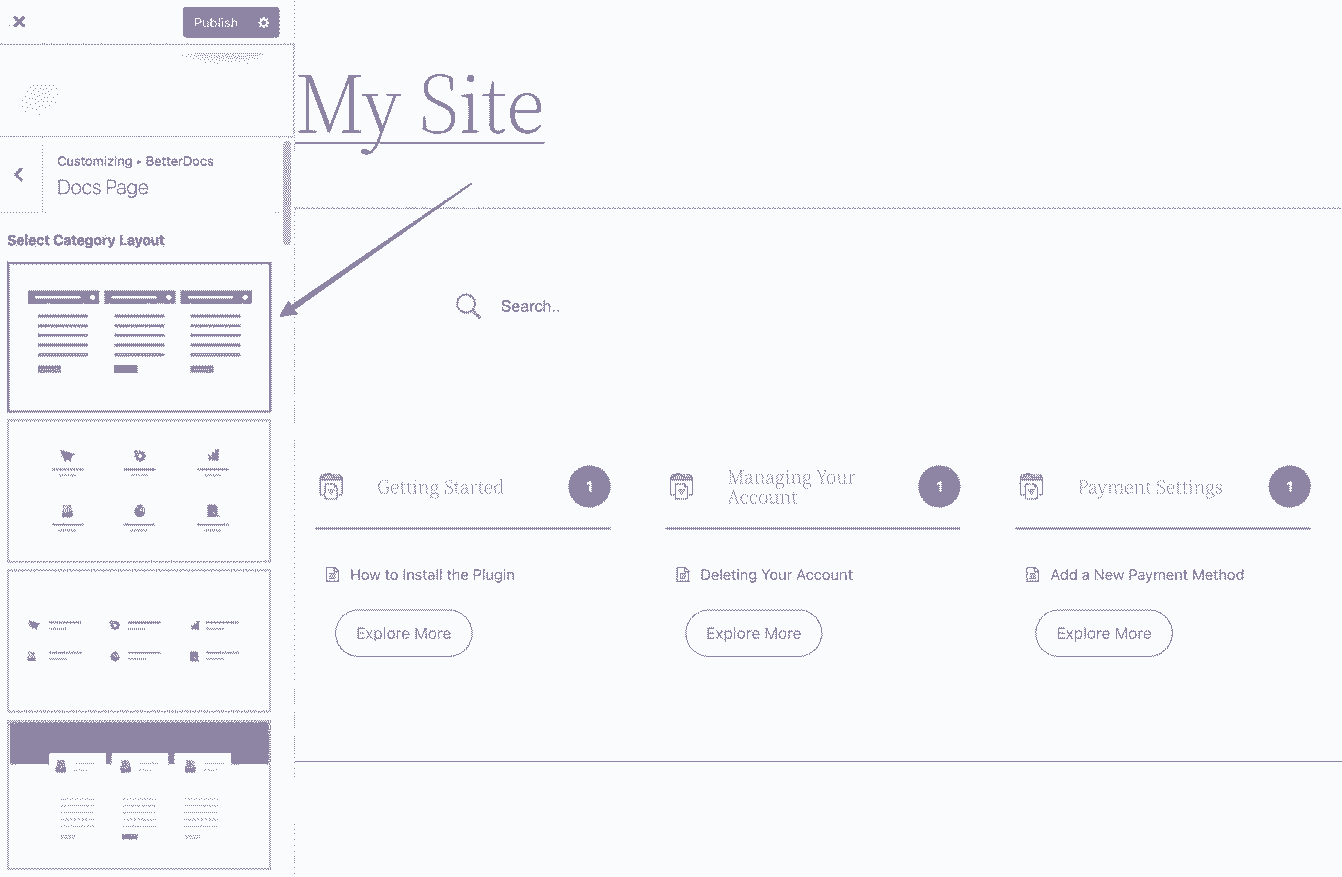 Publish
My Site
Customizing • BetterDocs
Docs Page
Select Category Layout
Search..
Getting Started
1
Managing Your
Account
1
Payment Settings
1
How to Install the Plugin
Deleting Your Account
Add a New Payment Method
Explore More
Explore More
Explore More